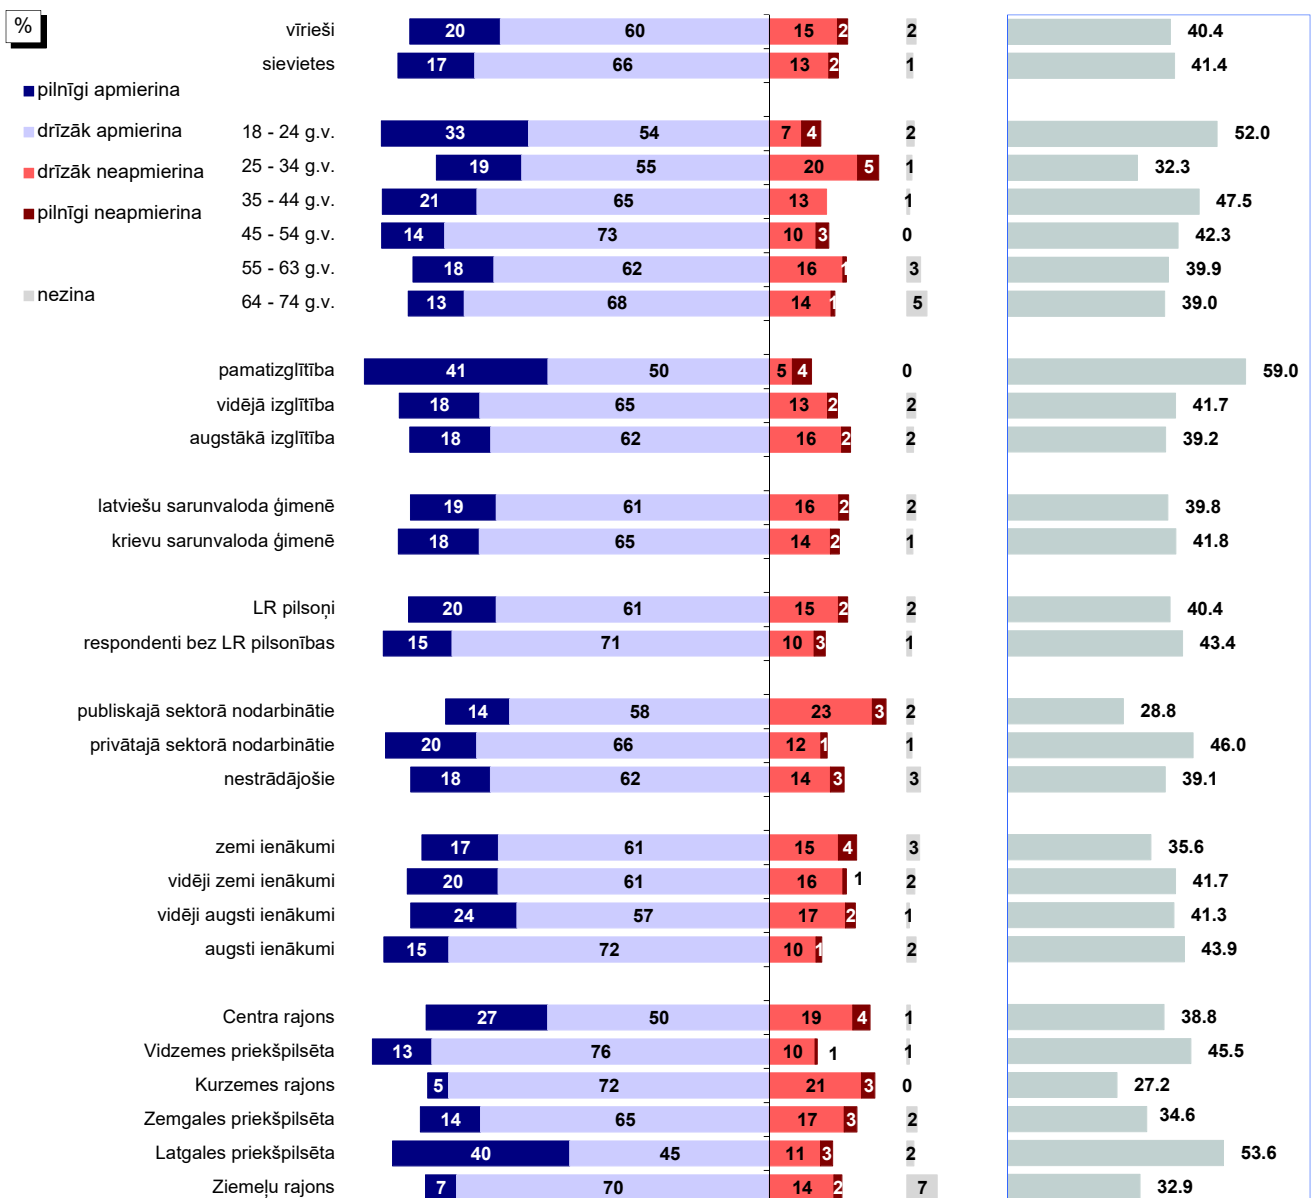 %
pilnīgi apmierina
drīzāk apmierina
drīzāk neapmierina
pilnīgi neapmierina
nezina
vīrieši 20 60 15 2 2 40.4
sievietes 17 66 13 2 1 41.4
18 - 24 g.v. 33 54 7 4 2 52.0
25 - 34 g.v. 19 55 20 5 1 32.3
35 - 44 g.v. 21 65 13 1 47.5
45 - 54 g.v. 14 73 10 3 0 42.3
55 - 63 g.v. 18 62 16 1 3 39.9
64 - 74 g.v. 13 68 14 1 5 39.0
pamatizglītība 41 50 5 4 0 59.0
vidējā izglītība 18 65 13 2 2 41.7
augstākā izglītība 18 62 16 2 2 39.2
latviešu sarunvaloda ģimenē 19 61 16 2 2 39.8
krievu sarunvaloda ģimenē 18 65 14 2 1 41.8
LR pilsoņi 20 61 15 2 2 40.4
respondenti bez LR pilsonības 15 71 10 3 1 43.4
publiskajā sektorā nodarbinātie 14 58 23 3 2 28.8
privātajā sektorā nodarbinātie 20 66 12 1 1 46.0
nestrādājošie 18 62 14 3 3 39.1
zemi ienākumi 17 61 15 4 3 35.6
vidēji zemi ienākumi 20 61 16 1 2 41.7
vidēji augsti ienākumi 24 57 17 2 1 41.3
augsti ienākumi 15 72 10 1 2 43.9
Centra rajons 27 50 19 4 1 38.8
Vidzemes priekšpilsēta 13 76 10 1 1 45.5
Kurzemes rajons 5 72 21 3 0 27.2
Zemgales priekšpilsēta 14 65 17 3 2 34.6
Latgales priekšpilsēta 40 45 11 3 2 53.6
Ziemeļu rajons 7 70 14 2 7 32.9